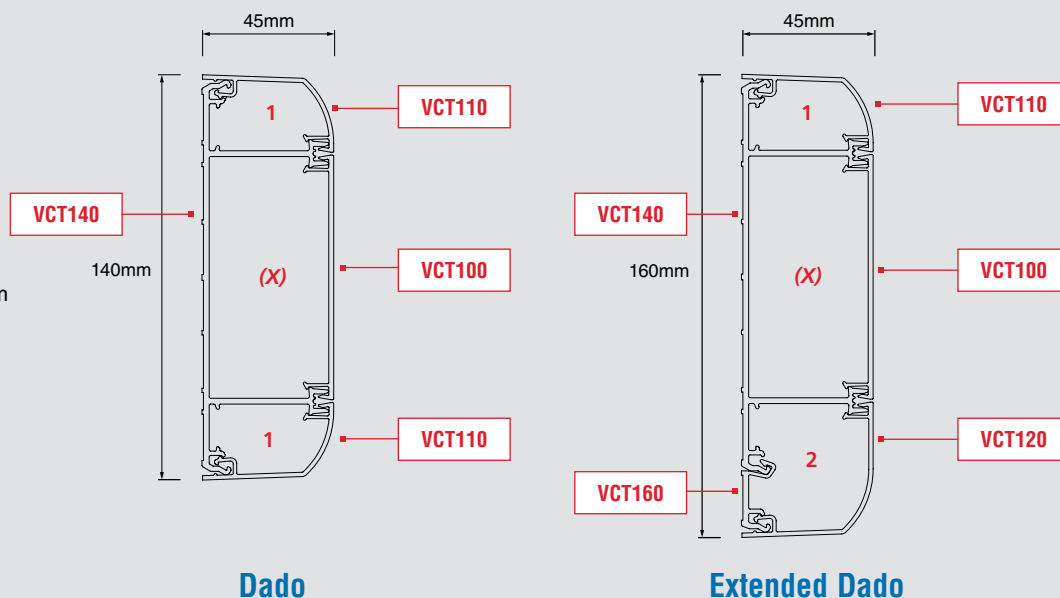 45mm
1
VCT110
VCT140
140mm
(X)
VCT100
1
VCT110
Dado
45mm
1
VCT110
VCT140
160mm
(X)
VCT100
2
VCT120
VCT160
Extended Dado